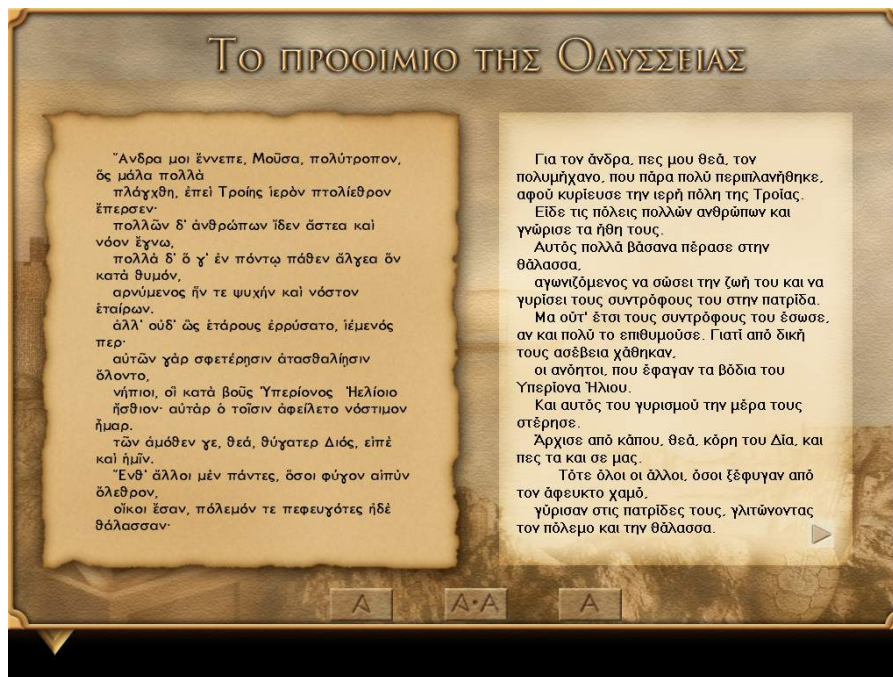 Το προοιμιο της Οδυσσειας
Ἄνδρα μοι ἔννεπε, Μοῦσα, πολύτροπον,
ὃς μάλα πολλὰ
πλάγχθη, ἐπεὶ Τροίης ἱερὸν πτολίεθρον
ἔπερσεν·
πολλῶν δ' ἀνθρώπων ἴδεν ἄστεα καὶ
νόον ἔγνω,
πολλὰ δ' ὅ γ' ἐν πόντῳ πάθεν ἄλγεα ὃν
κατὰ θυμόν,
αρνύμενος ἥν τε ψυχὴν καὶ νόστον
ἑταίρων.
ἀλλ' οὐδ' ὣς ἑτάρους ἐρρύσατο, ἱέμενός
περ·
αὐτῶν γὰρ σφετέρῃσιν ἀτασθαλίῃσιν
ὄλοντο,
νήπιοι, οἳ κατὰ βοῦς Ὑπερίονος Ἠελίοιο
ἤσθιον· αὐτὰρ ὁ τοῖσιν ἀφείλετο νόστιμον
ἦμαρ.
τῶν ἁμόθεν γε, θεά, θύγατερ Διός, εἰπὲ
καὶ ἡμῖν.
Ἔνθ' ἄλλοι μὲν πάντες, ὅσοι φύγον αἰπὺν
ὄλεθρον,
οἴκοι ἔσαν, πόλεμόν τε πεφευγότες ἠδὲ
θάλασσαν·
Για τον άνδρα, πες μου θεά, τον
πολυμήχανο, που πάρα πολύ περιπλανήθηκε,
αφού κυρίευσε την ιερή πόλη της Τροίας.
Είδε τις πόλεις πολλών ανθρώπων και
γνώρισε τα ήθη τους.
Αυτός πολλά βάσανα πέρασε στην
θάλασσα,
αγωνιζόμενος να σώσει την ζωή του και να
γυρίσει τους συντρόφους του στην πατρίδα.
Μα ούτ' έτσι τους συντρόφους του έσωσε,
αν και πολύ το επιθυμούσε. Γιατί από δική
τους ασέβεια χάθηκαν,
οι ανόητοι, που έφαγαν τα βόδια του
Υπερίονα Ήλιου.
Και αυτός του γυρισμού την μέρα τους
στέρησε.
Άρχισε από κάπου, θεά, κόρη του Δία, και
πες τα και σε μας.
Τότε όλοι οι άλλοι, όσοι ξέφυγαν από
τον άφευκτο χαμό,
γύρισαν στις πατρίδες τους, γλιτώνοντας
τον πόλεμο και την θάλασσα.
Α Α·Α Α